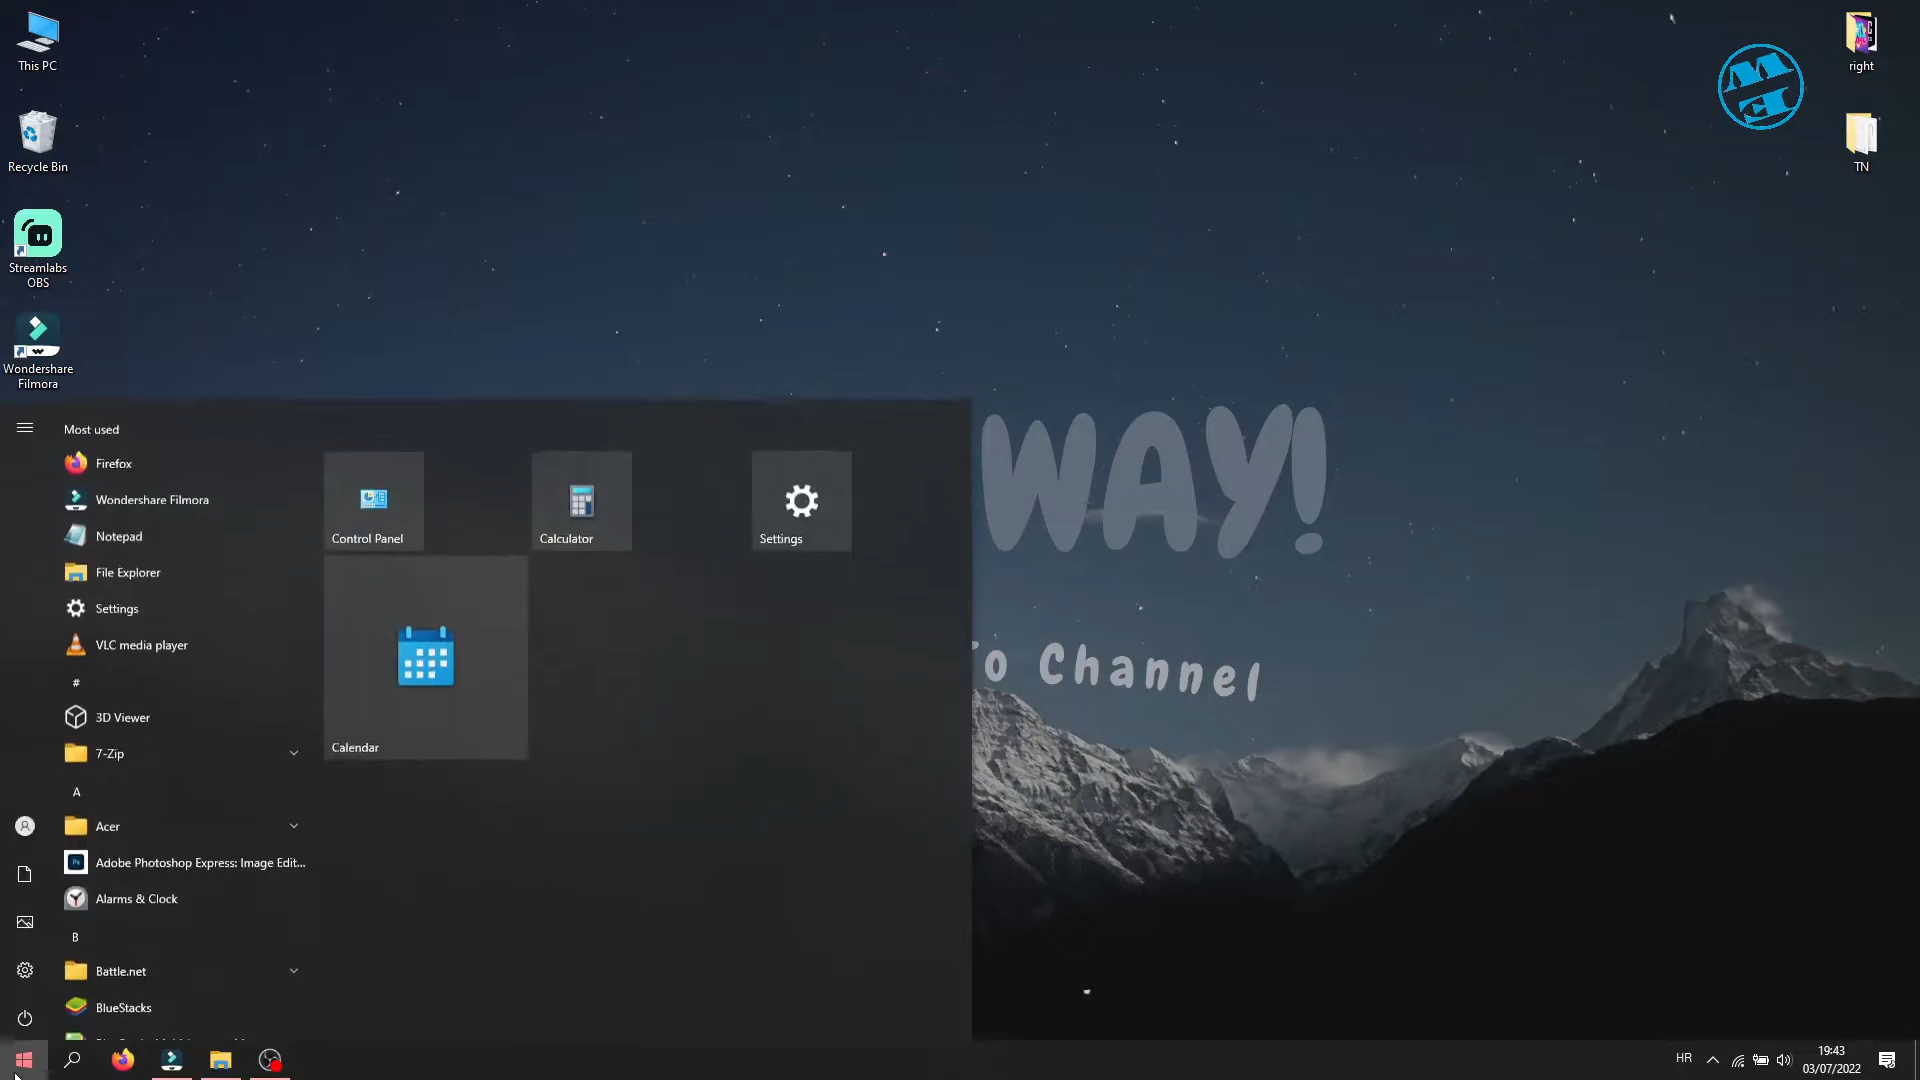 This PC
Recycle Bin
Streamlabs
OBS
Wondershare
Filmora
right
TN
WAY!
o Channel
Most used
Firefox
Wondershare Filmora
Notepad
File Explorer
Settings
VLC media player
#
3D Viewer
7-Zip
A
Acer
Adobe Photoshop Express: Image Edit...
Alarms & Clock
B
Battle.net
BlueStacks
Control Panel
Calculator
Settings
Calendar
HR
19:43
03/07/2022